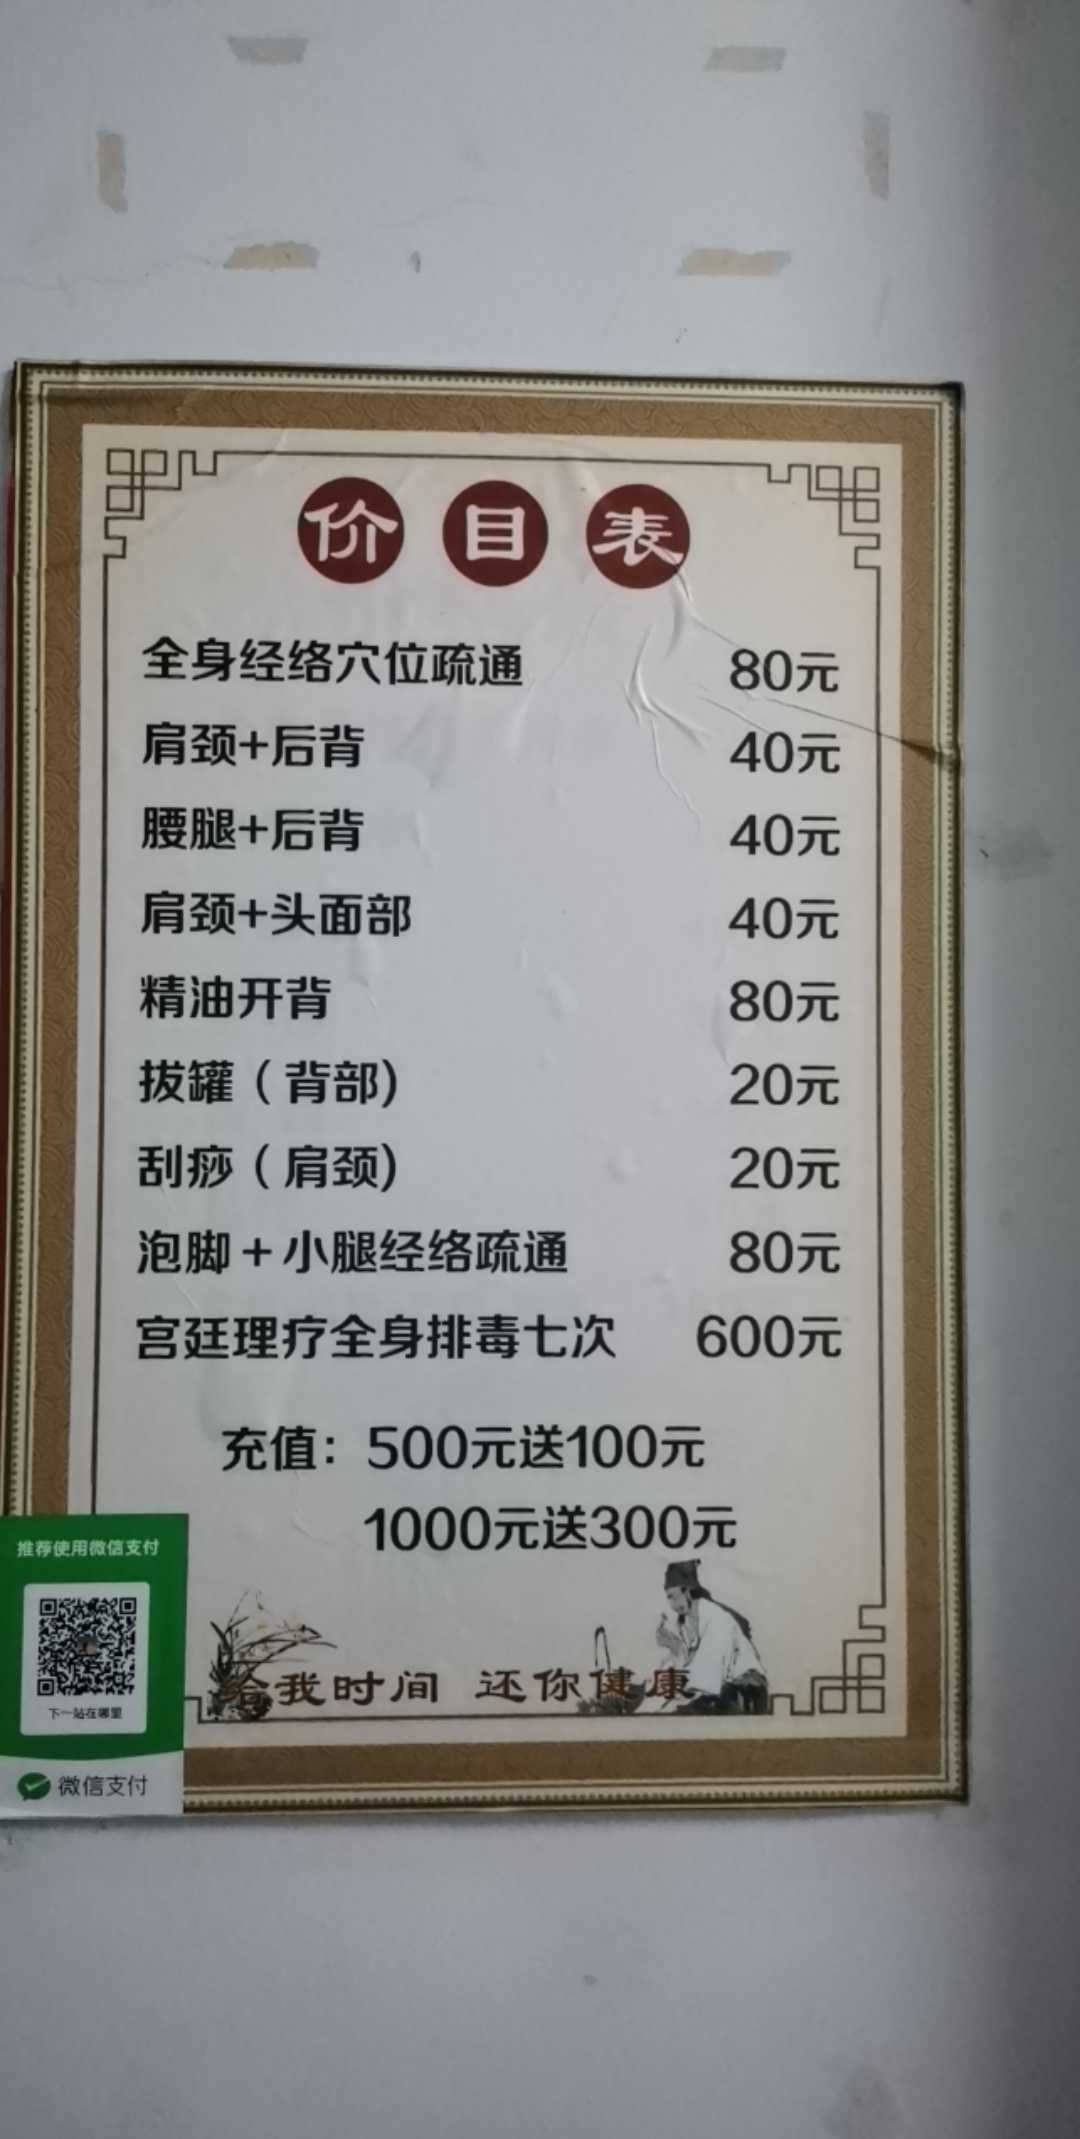 价目表
全身经络穴位疏通 80元
肩颈+后背 40元
腰腿+后背 40元
肩颈+头面部 40元
精油开背 80元
拔罐（背部) 20元
刮痧（肩颈) 20元
泡脚+小腿经络疏通 80元
宫廷理疗全身排毒七次 600元
充值：500元送100元
1000元送300元
给我时间 还你健康
推荐使用微信支付
下一站在哪里
微信支付